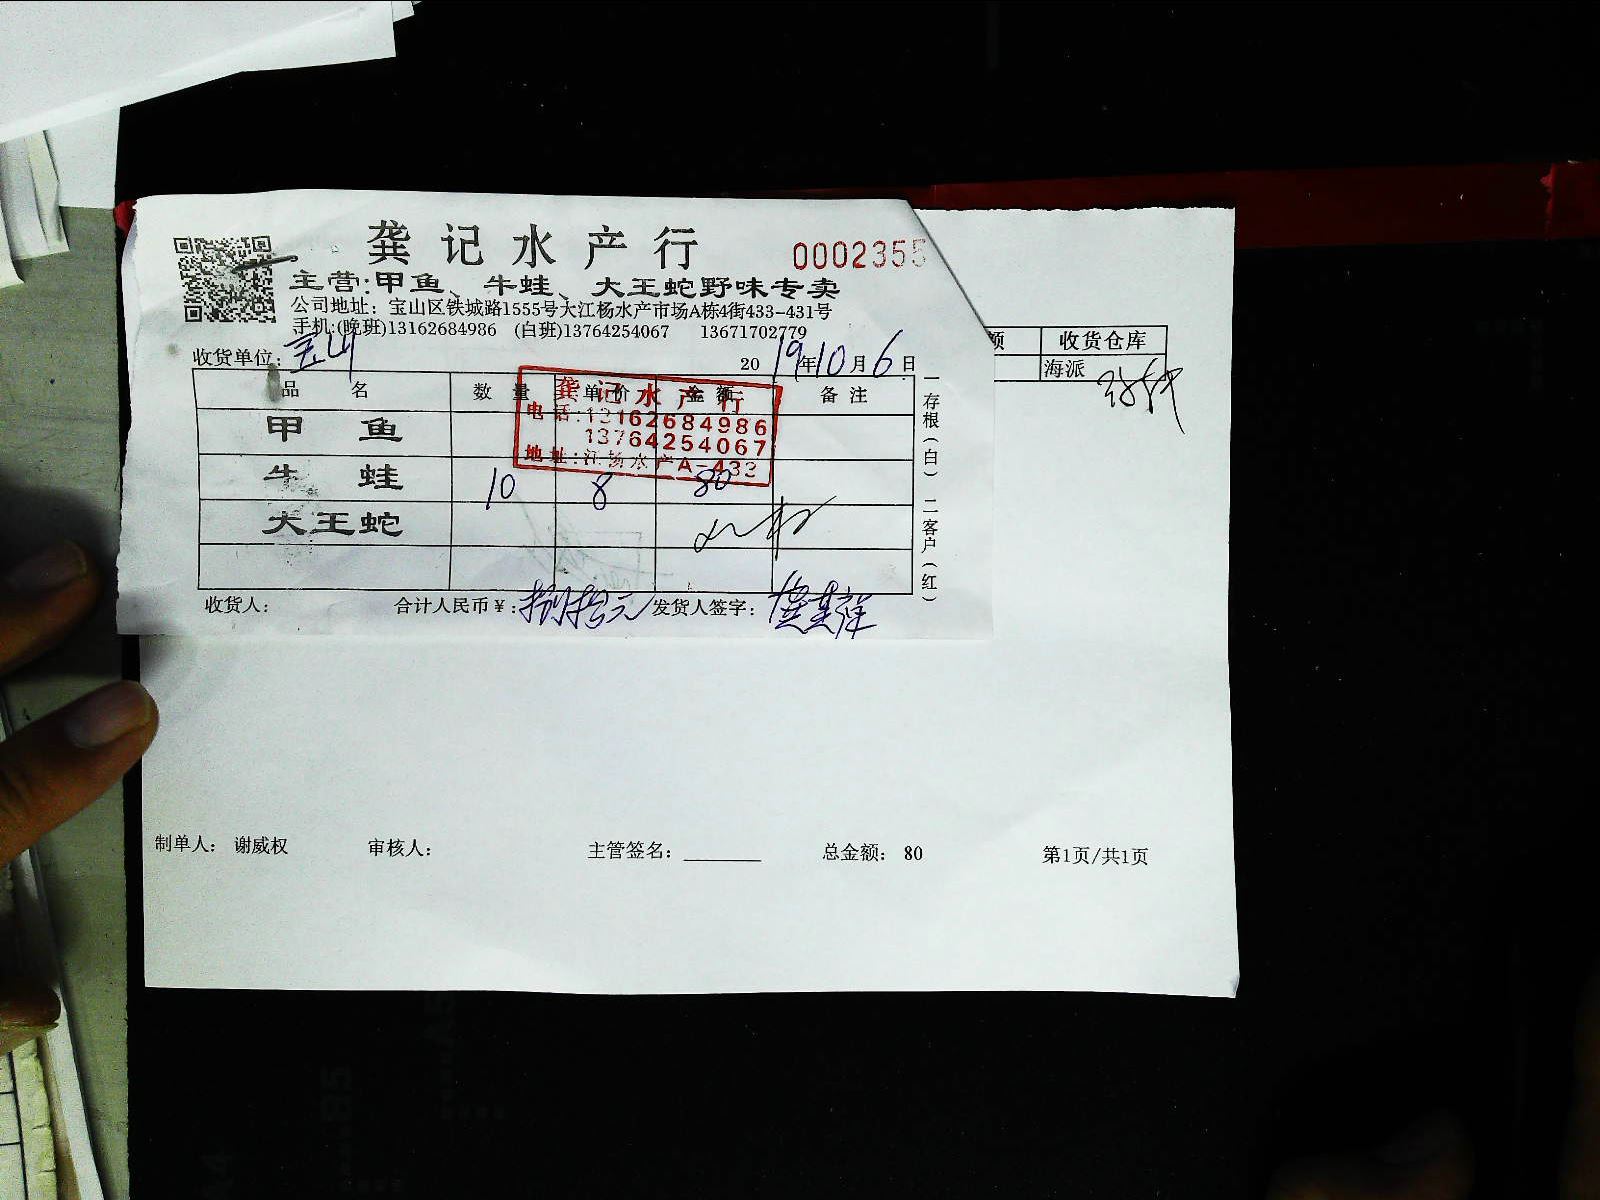 龚记水产行 0002355
主营:甲鱼、牛蛙、大王蛇野味专卖
公司地址:宝山区铁城路1555号大江杨水产市场A栋4街433-431号
手机:(晚班)13162684986 (白班)13764254067 13671702779
收货单位:宝山 2019年10月6日
品名 数量 单价 金额 备注
龚记水产行
电话:13162684986
13764254067
地址:江杨水产A-433
甲鱼
牛蛙 10 8 80
大王蛇
收货人: 合计人民币¥:捌拾元 发货人签字:
一存根(白) 二客户(红)
额 收货仓库
海派
制单人: 谢威权 审核人: 主管签名: 总金额: 80 第1页/共1页